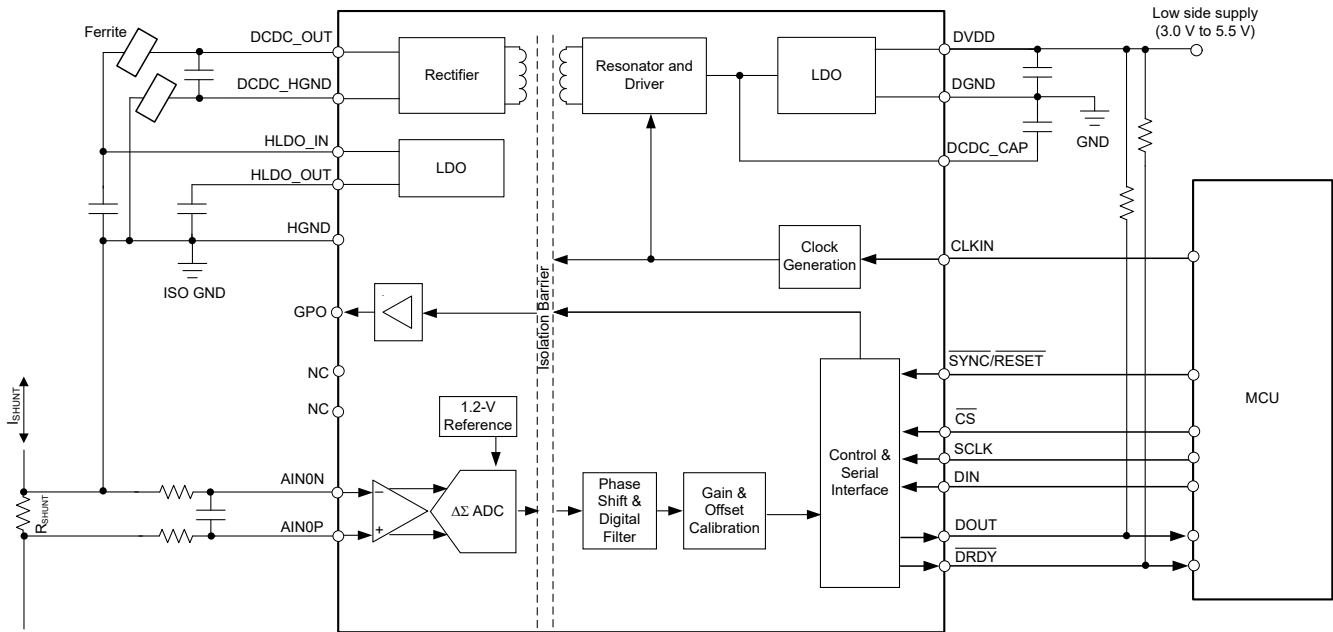 Low side supply
(3.0 V to 5.5 V)
Ferrite
DCDC_OUT
DVDD
Rectifier
Resonator and
Driver
LDO
DCDC_HGND
DGND
GND
HLDO_IN
DCDC_CAP
LDO
HLDO_OUT
HGND
CLKIN
Clock
Generation
ISO GND
Isolation Barrier
GPO
SYNC/RESET
NC
MCU
NC
ISHUNT
1.2-V
Reference
CS
SCLK
Control &
Serial
Interface
DIN
AIN0N
ΔΣ ADC
Phase
Shift &
Digital
Filter
Gain &
Offset
Calibration
RSHUNT
AIN0P
DOUT
DRDY
−
+